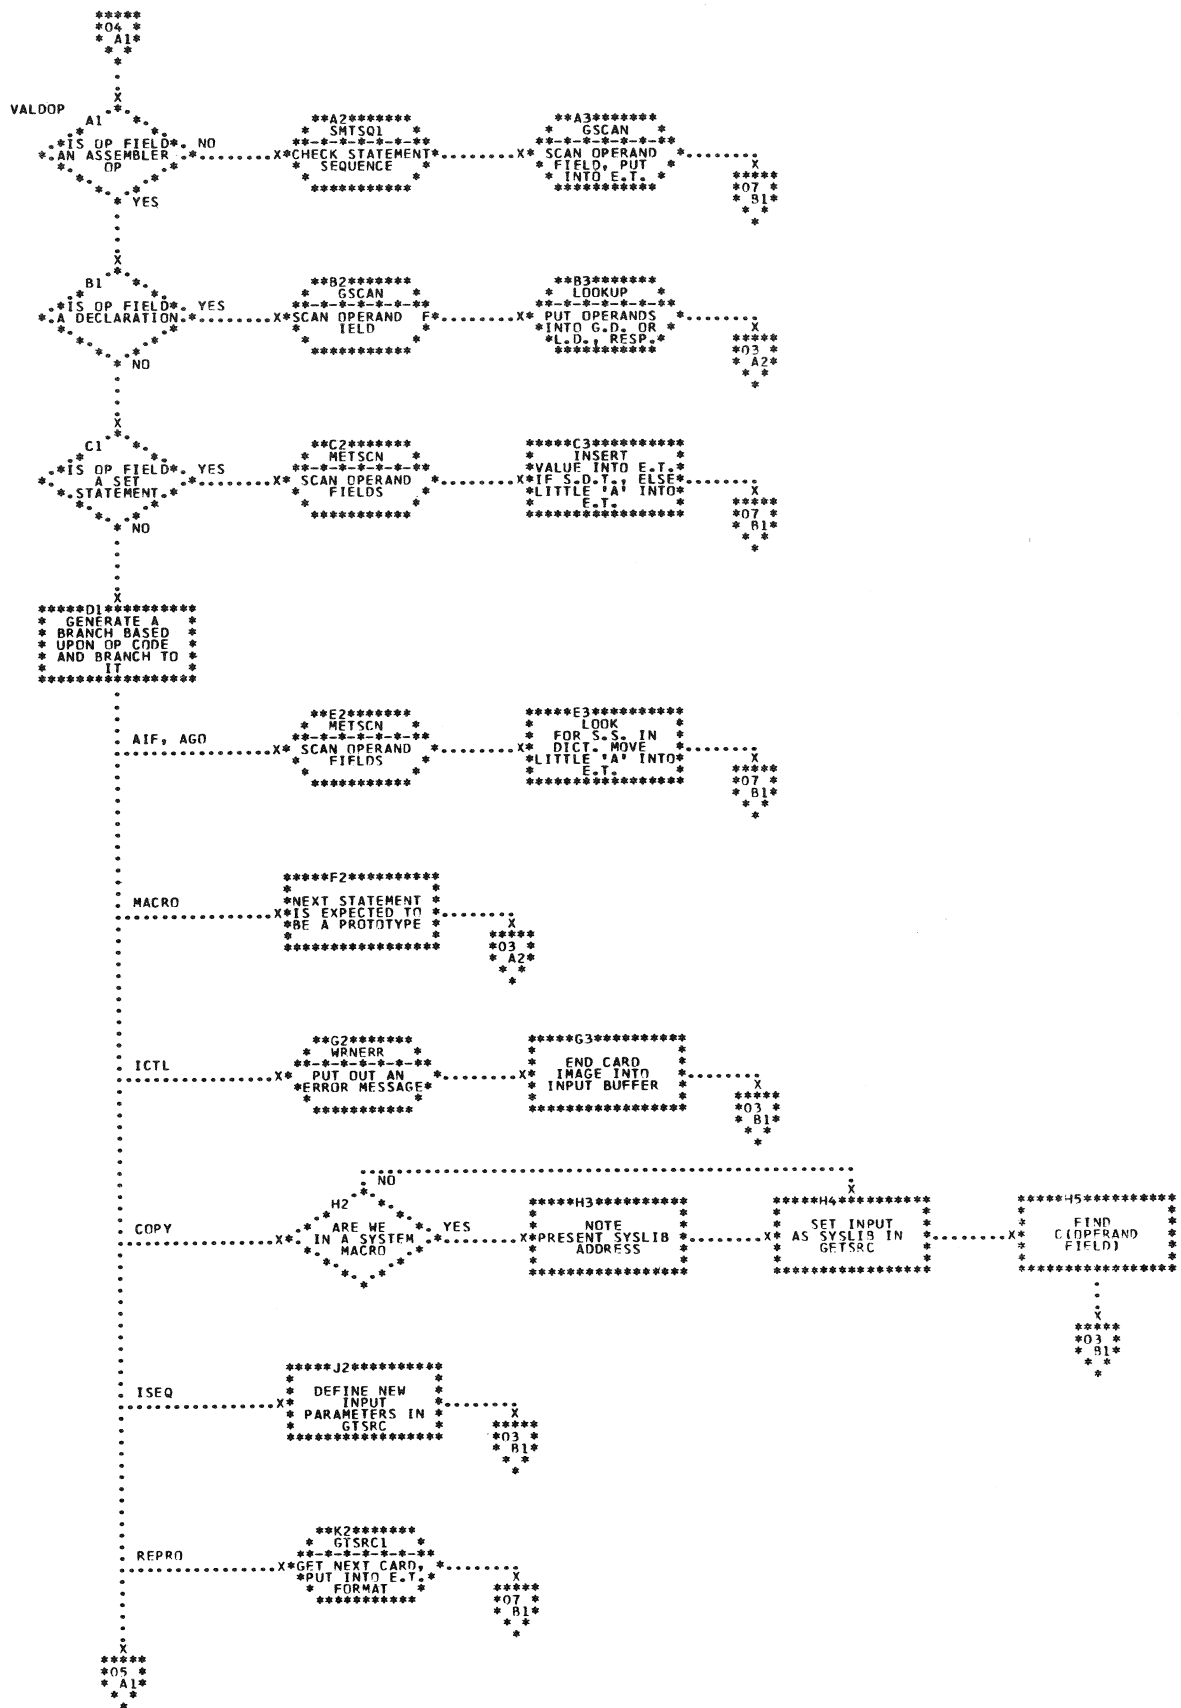 04
A1
VALDOP
A1
IS OP FIELD
AN ASSEMBLER
OP
NO
YES
A2
SMTSQ1
CHECK STATEMENT
SEQUENCE
A3
GSCAN
SCAN OPERAND
FIELD, PUT
INTO E.T.
07
B1
B1
IS OP FIELD
A DECLARATION
YES
NO
B2
GSCAN
SCAN OPERAND F
IELD
B3
LOOKUP
PUT OPERANDS
INTO G.D. OR
L.D., RESP.
03
A2
C1
IS OP FIELD
A SET
STATEMENT
YES
NO
C2
METSCN
SCAN OPERAND
FIELDS
C3
INSERT
VALUE INTO E.T.
IF S.D.T., ELSE
LITTLE 'A' INTO
E.T.
07
B1
D1
GENERATE A
BRANCH BASED
UPON OP CODE
AND BRANCH TO
IT
AIF, AGO
E2
METSCN
SCAN OPERAND
FIELDS
E3
LOOK
FOR S.S. IN
DICT. MOVE
LITTLE 'A' INTO
E.T.
07
B1
MACRO
F2
NEXT STATEMENT
IS EXPECTED TO
BE A PROTOTYPE
03
A2
ICTL
G2
WRNERR
PUT OUT AN
ERROR MESSAGE
G3
END CARD
IMAGE INTO
INPUT BUFFER
03
B1
COPY
NO
H2
ARE WE
IN A SYSTEM
MACRO
YES
H3
NOTE
PRESENT SYSLIB
ADDRESS
H4
SET INPUT
AS SYSLIB IN
GETSRC
H5
FIND
C(OPERAND
FIELD)
03
B1
ISEQ
J2
DEFINE NEW
INPUT
PARAMETERS IN
GTSRC
03
B1
REPRO
K2
GTSRC1
GET NEXT CARD,
PUT INTO E.T.
FORMAT
07
B1
05
A1